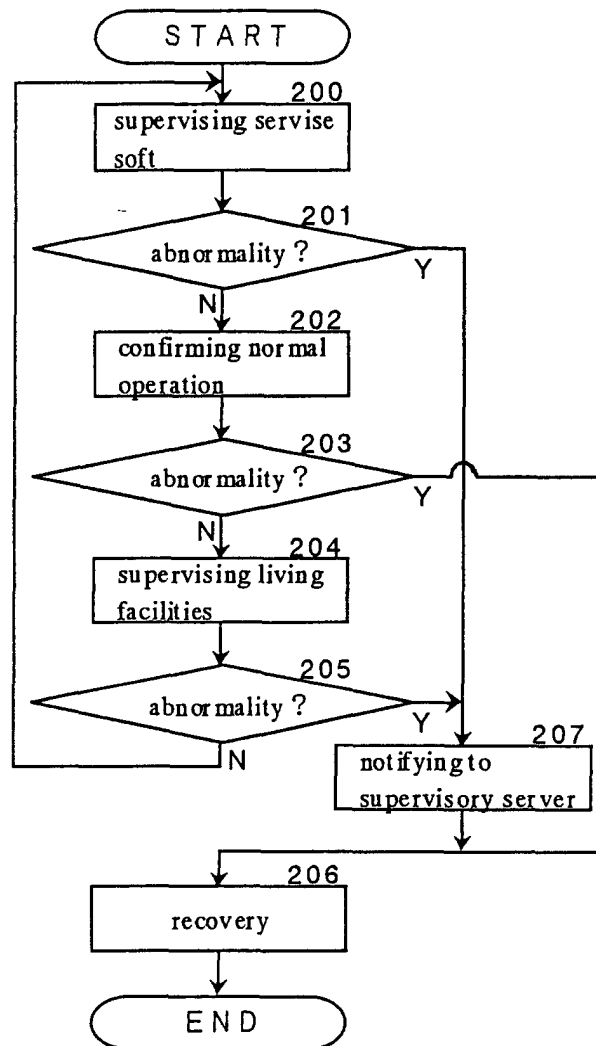 START
200
supervising servise
soft
201
abnormality ?
Y
N
202
confirming normal
operation
203
abnormality ?
Y
N
204
supervising living
facilities
205
abnormality ?
Y
N
207
notifying to
supervisory server
206
recovery
END